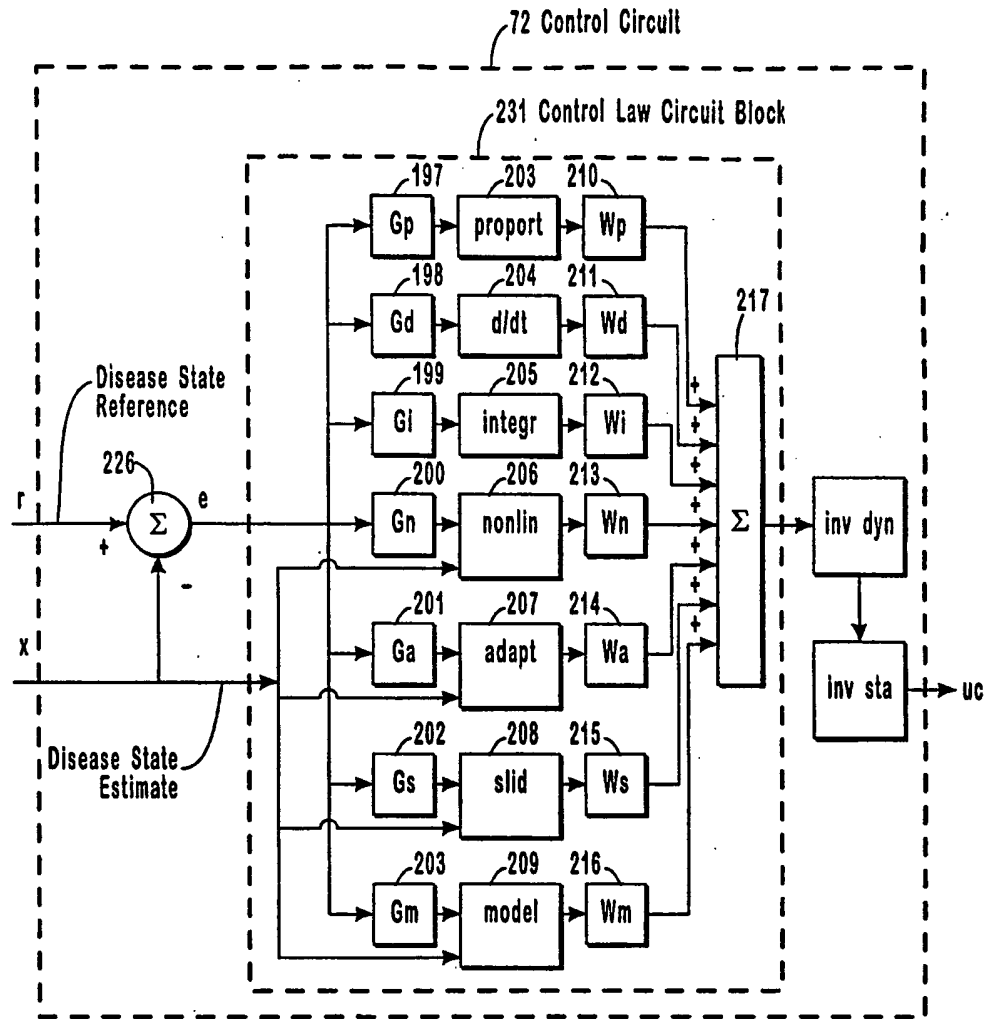 72 Control Circuit
231 Control Law Circuit Block
197
203
210
Gp
proport
Wp
198
204
211
Gd
d/dt
Wd
217
199
205
212
Gi
integr
Wi
Disease State
Reference
226
200
206
213
r
Σ
e
Gn
nonlin
Wn
+
-
+
+
+
+
+
+
+
Σ
inv dyn
201
207
214
x
Ga
adapt
Wa
inv sta
uc
202
208
215
Disease State
Estimate
Gs
slid
Ws
203
209
216
Gm
model
Wm